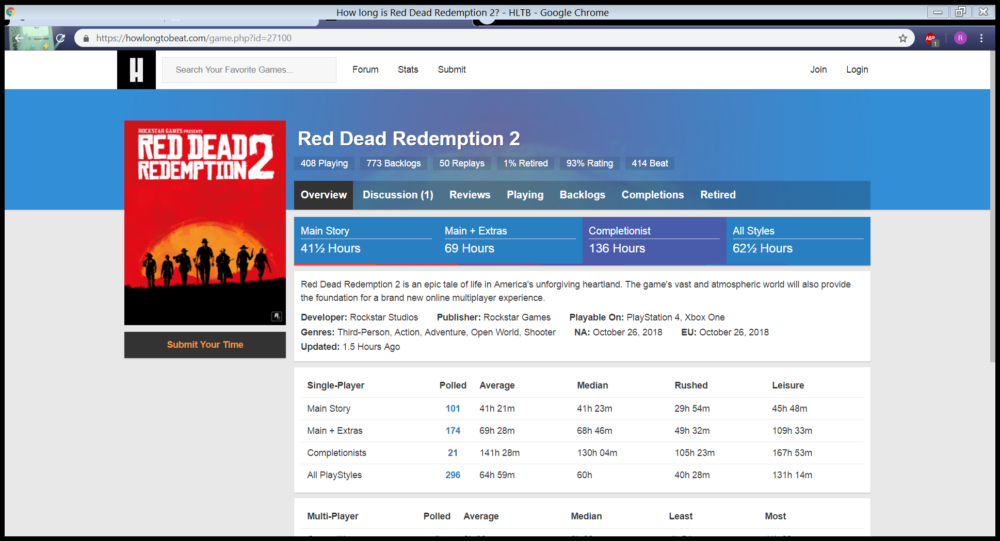 How long is Red Dead Redemption 2? - HLTB - Google Chrome
https://howlongtobeat.com/game.php?id=27100
ABP
1
R
Search Your Favorite Games...
Forum
Stats
Submit
Join
Login
ROCKSTAR GAMES PRESENTS
RED DEAD
REDEMPTION 2
R
Submit Your Time
Red Dead Redemption 2
408 Playing
773 Backlogs
50 Replays
1% Retired
93% Rating
414 Beat
Overview
Discussion (1)
Reviews
Playing
Backlogs
Completions
Retired
Main Story
41½ Hours
Main + Extras
69 Hours
Completionist
136 Hours
All Styles
62½ Hours
Red Dead Redemption 2 is an epic tale of life in America's unforgiving heartland. The game's vast and atmospheric world will also provide
the foundation for a brand new online multiplayer experience.
Developer: Rockstar Studios Publisher: Rockstar Games Playable On: PlayStation 4, Xbox One
Genres: Third-Person, Action, Adventure, Open World, Shooter NA: October 26, 2018 EU: October 26, 2018
Updated: 1.5 Hours Ago
Single-Player Polled Average Median Rushed Leisure
Main Story 101 41h 21m 41h 23m 29h 54m 45h 48m
Main + Extras 174 69h 28m 68h 46m 49h 32m 109h 33m
Completionists 21 141h 28m 130h 04m 105h 23m 167h 53m
All PlayStyles 296 64h 59m 60h 40h 28m 131h 14m
Multi-Player Polled Average Median Least Most